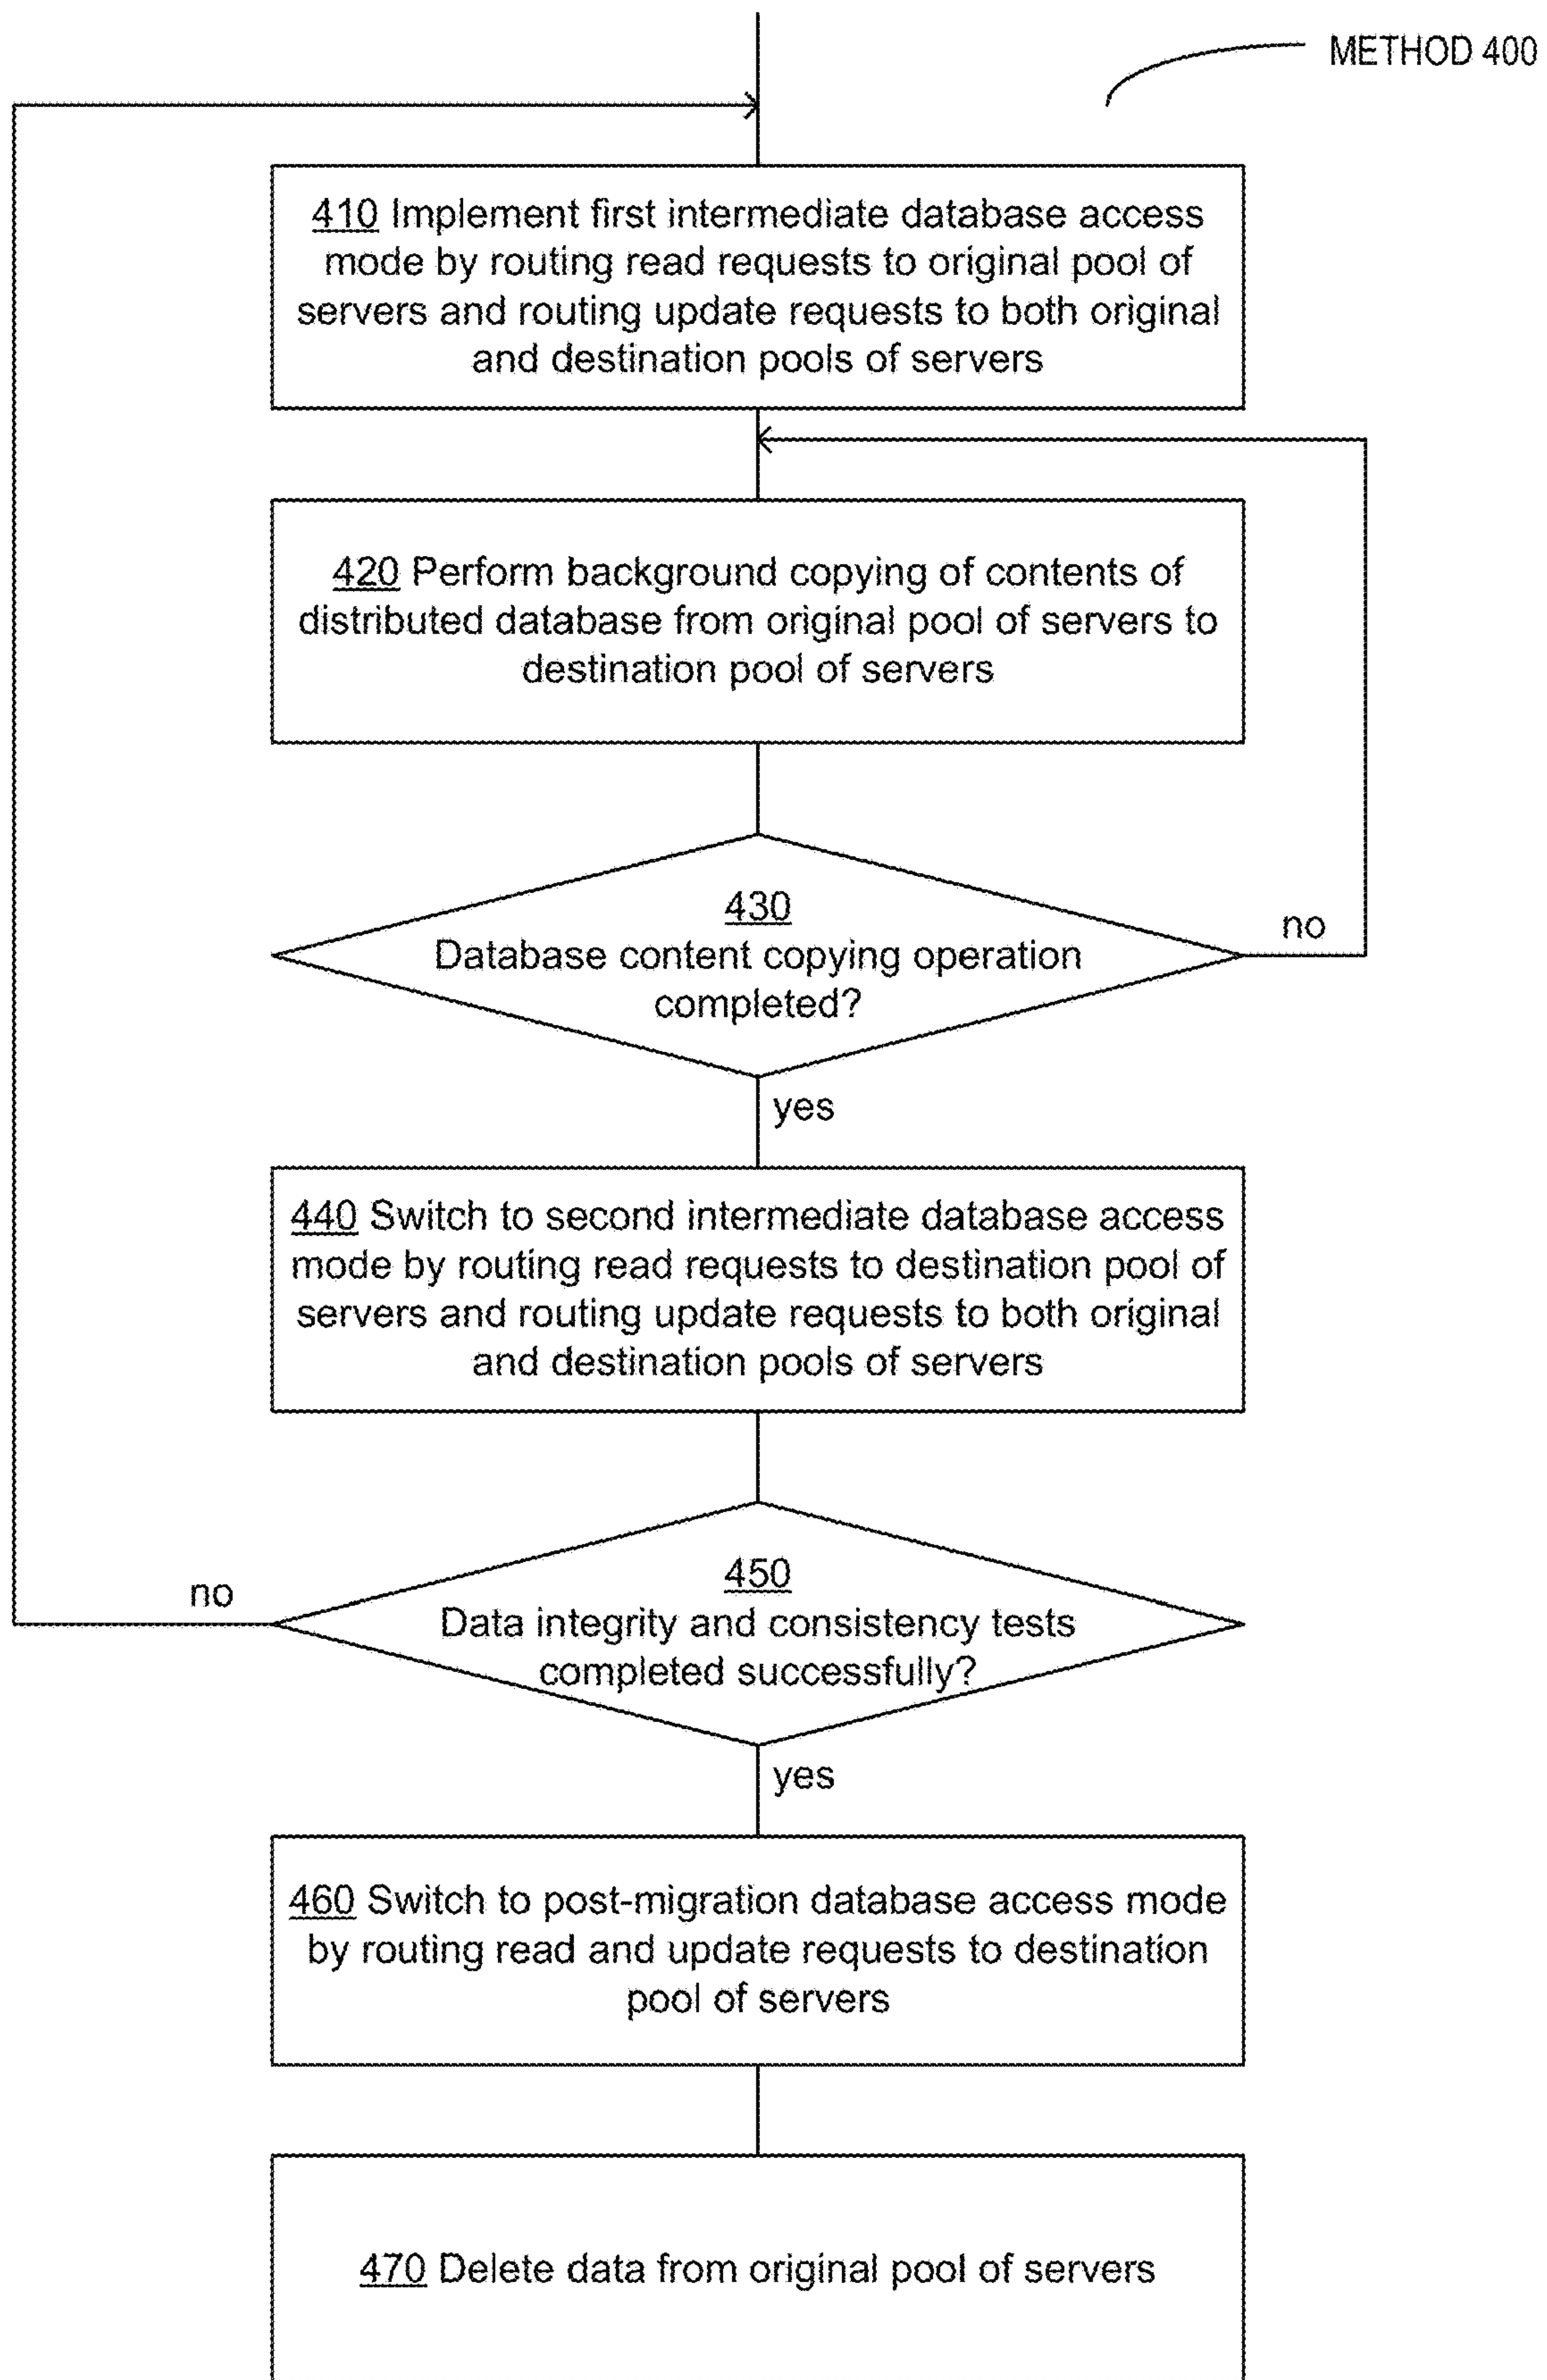 METHOD 400
410 Implement first intermediate database access
mode by routing read requests to original pool of
servers and routing update requests to both original
and destination pools of servers
420 Perform background copying of contents of
distributed database from original pool of servers to
destination pool of servers
430
no
Database content copying operation
completed?
yes
440 Switch to second intermediate database access
mode by routing read requests to destination pool of
servers and routing update requests to both original
and destination pools of servers
450
no
Data integrity and consistency tests
completed successfully?
yes
460 Switch to post-migration database access mode
by routing read and update requests to destination
pool of servers
470 Delete data from original pool of servers